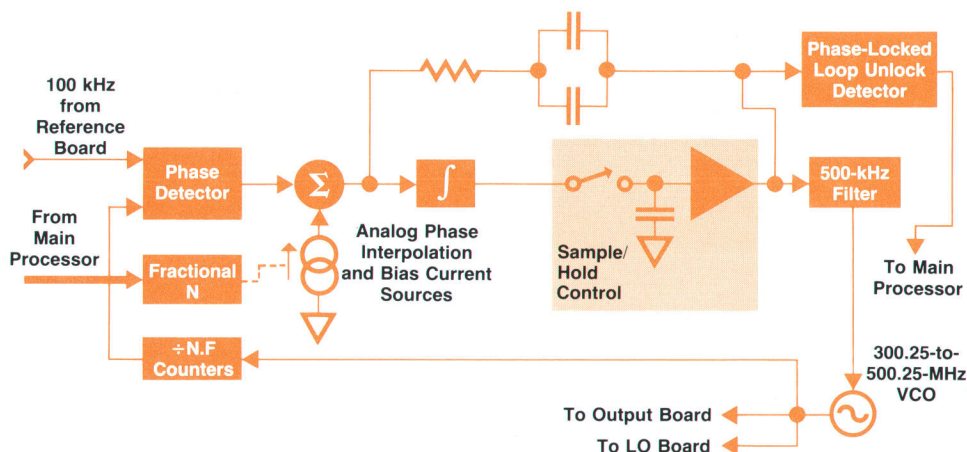 100 kHz
from
Reference
Board
Phase
Detector
From
Main
Processor
Fractional
N
÷N.F
Counters
Σ
∫
Analog Phase
Interpolation
and Bias Current
Sources
Sample/
Hold
Control
Phase-Locked
Loop Unlock
Detector
500-kHz
Filter
To Main
Processor
300.25-to-
500.25-MHz
VCO
To Output Board
To LO Board